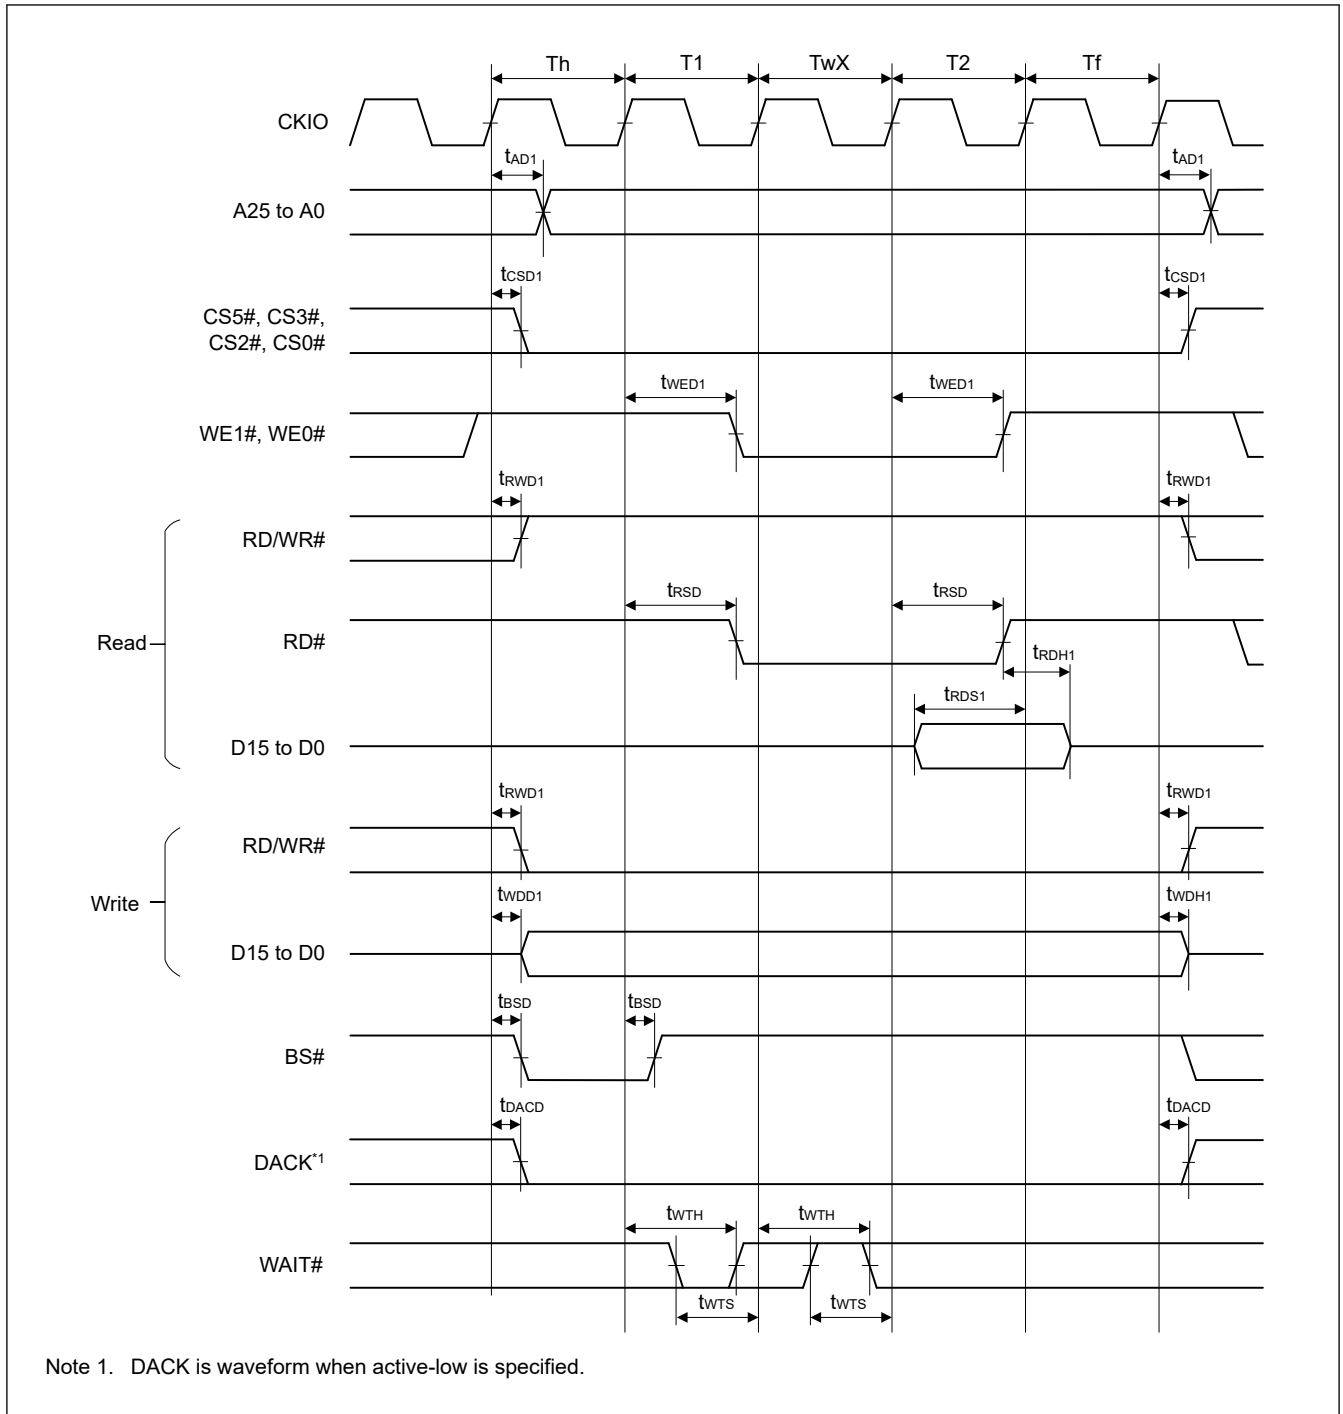 Th T1 TwX T2 Tf
CKIO
tAD1 tAD1
A25 to A0
tCSD1 tCSD1
CS5#, CS3#,
CS2#, CS0#
tWED1 tWED1
WE1#, WE0#
tRWD1 tRWD1
RD/WR#
tRSD tRSD
Read
RD#
tRDH1
tRDS1
D15 to D0
tRWD1 tRWD1
RD/WR#
Write
tWDD1 tWDH1
D15 to D0
tBSD tBSD
BS#
tDACD tDACD
DACK*1
tWTH tWTH
WAIT#
tWTS tWTS
Note 1. DACK is waveform when active-low is specified.